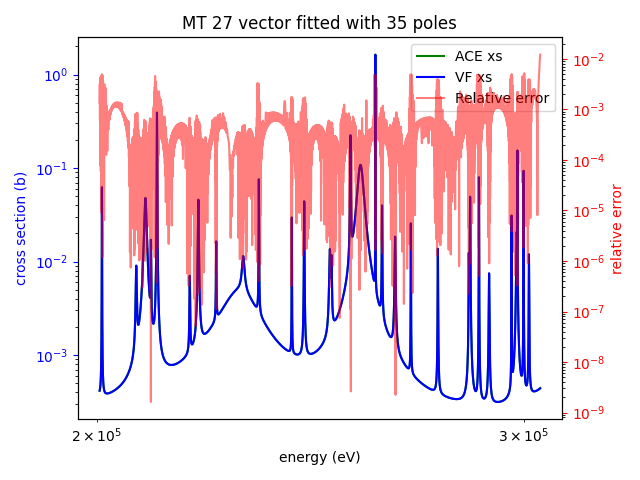 MT 27 vector fitted with 35 poles
ACE xs
VF xs
Relative error
10⁰
10⁻¹
10⁻²
10⁻³
cross section (b)
10⁻²
10⁻³
10⁻⁴
10⁻⁵
10⁻⁶
10⁻⁷
10⁻⁸
10⁻⁹
relative error
2 × 10⁵
3 × 10⁵
energy (eV)